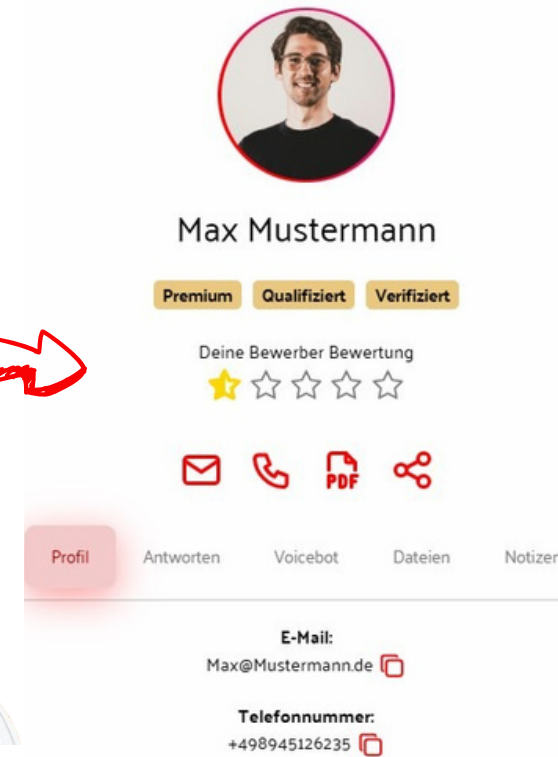 Max Mustermann
Premium Qualifiziert Verifiziert
Deine Bewerber Bewertung
PDF
Profil Antworten Voicebot Dateien Notizen
E-Mail:
Max@Mustermann.de
Telefonnummer:
+498945126235